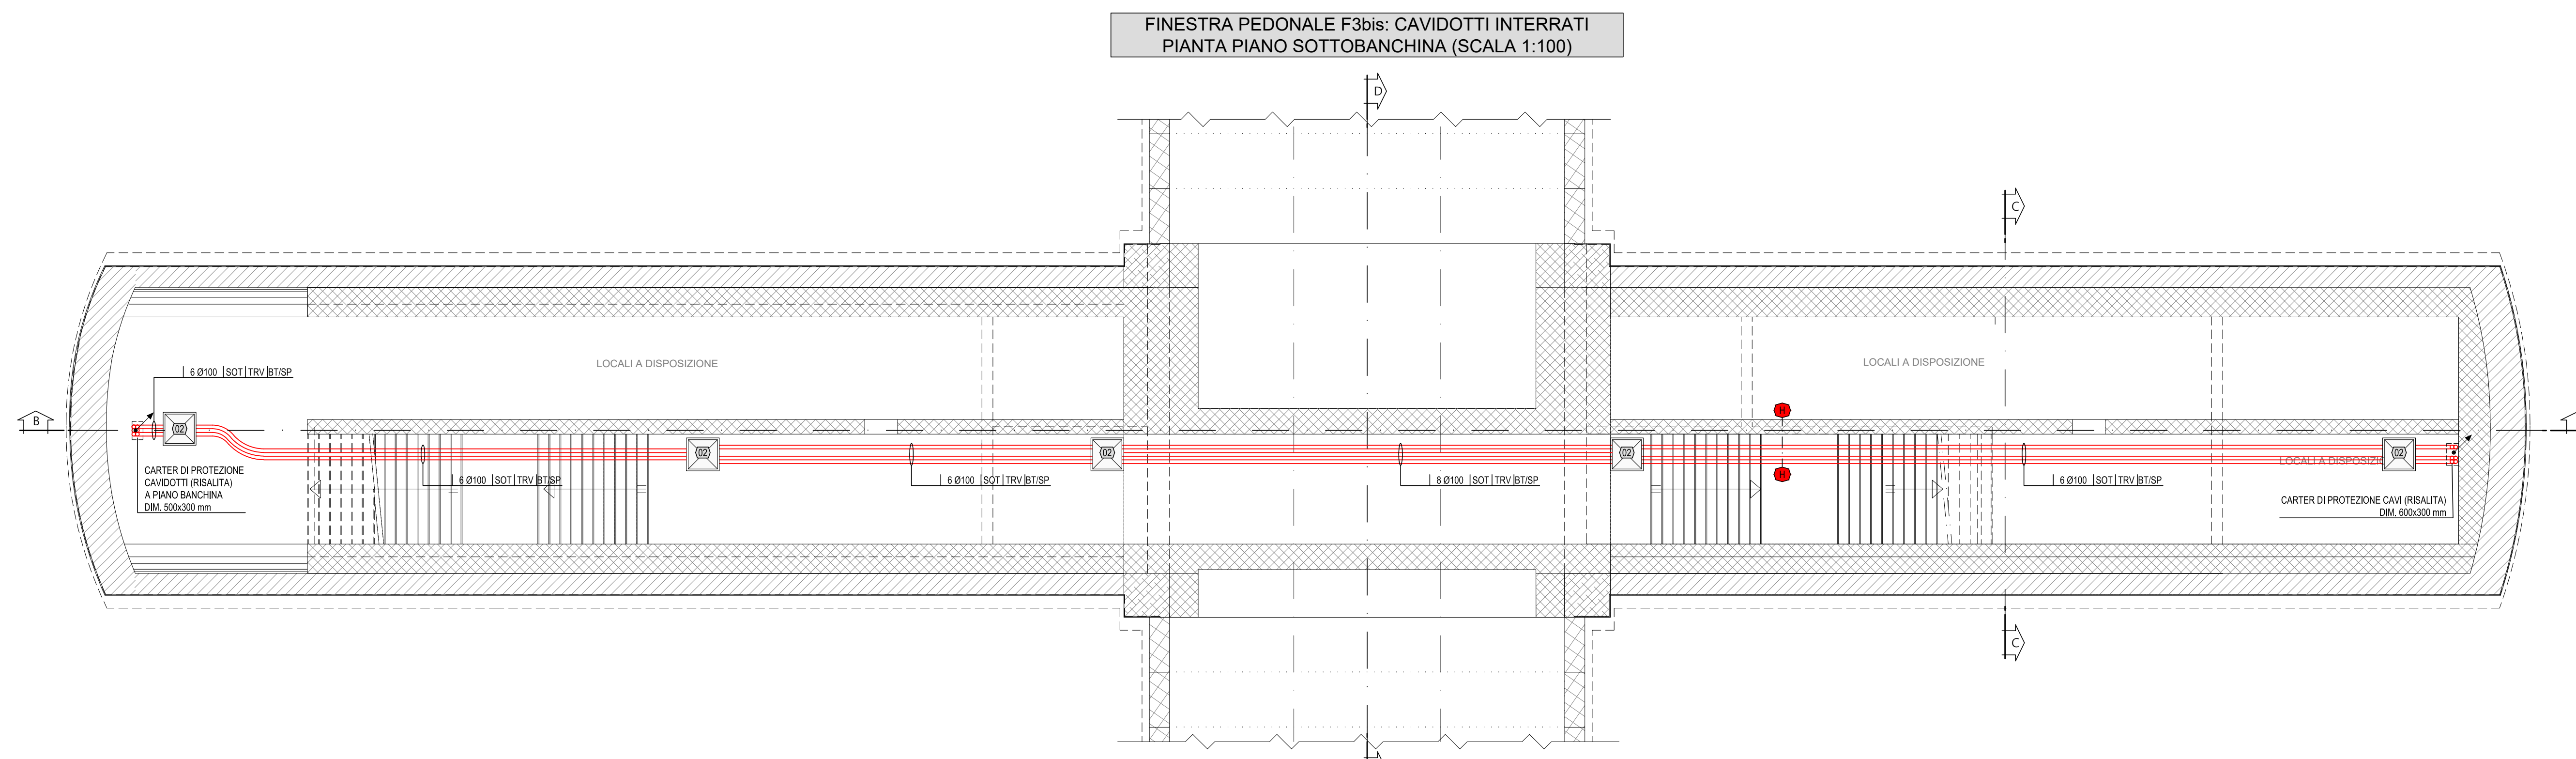 FINESTRA PEDONALE F3bis: CAVIDOTTI INTERRATI
PIANTA PIANO SOTTOBANCHINA (SCALA 1:100)
D
C
LOCALI A DISPOSIZIONE
LOCALI A DISPOSIZIONE
6 Ø100 SOT TRV BT/SP
H
B
02
02
02
02
02
LOCALI A DISPOSIZI
CARTER DI PROTEZIONE
CAVIDOTTI (RISALITA)
A PIANO BANCHINA
DIM. 500x300 mm
H
6 Ø100 SOT TRV BT/SP
6 Ø100 SOT TRV BT/SP
8 Ø100 SOT TRV BT/SP
6 Ø100 SOT TRV BT/SP
CARTER DI PROTEZIONE CAVI (RISALITA)
DIM. 600x300 mm
C